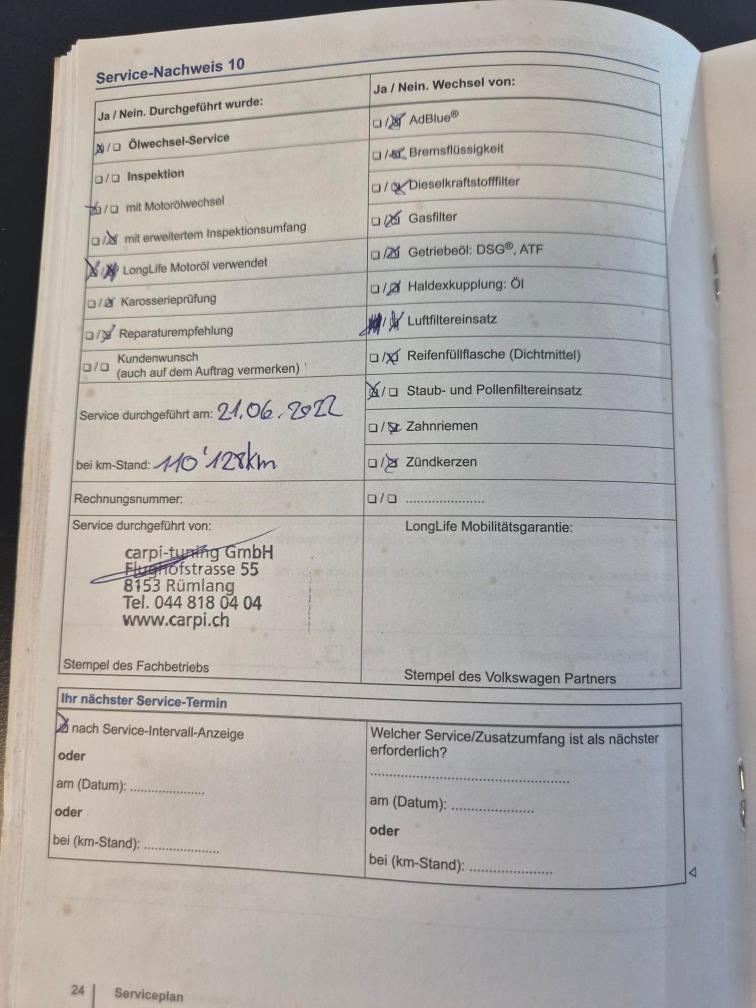 Service-Nachweis 10
Ja / Nein. Durchgeführt wurde:
Ölwechsel-Service
Inspektion
mit Motorölwechsel
mit erweitertem Inspektionsumfang
LongLife Motoröl verwendet
Karosserieprüfung
Reparaturempfehlung
Kundenwunsch
(auch auf dem Auftrag vermerken)
Service durchgeführt am: 21.06.2022
bei km-Stand: 110'128km
Rechnungsnummer:
Service durchgeführt von:
carpi-tuning GmbH
Flughofstrasse 55
8153 Rümlang
Tel. 044 818 04 04
www.carpi.ch
Stempel des Fachbetriebs
Ja / Nein. Wechsel von:
AdBlue®
Bremsflüssigkeit
Dieselkraftstofffilter
Gasfilter
Getriebeöl: DSG®, ATF
Haldexkupplung: Öl
Luftfiltereinsatz
Reifenfüllflasche (Dichtmittel)
Staub- und Pollenfiltereinsatz
Zahnriemen
Zündkerzen
....................
LongLife Mobilitätsgarantie:
Stempel des Volkswagen Partners
Ihr nächster Service-Termin
nach Service-Intervall-Anzeige
oder
am (Datum): ...................
oder
bei (km-Stand): ...................
Welcher Service/Zusatzumfang ist als nächster
erforderlich?
..................................................
am (Datum): .....................
oder
bei (km-Stand): .....................
24 Serviceplan